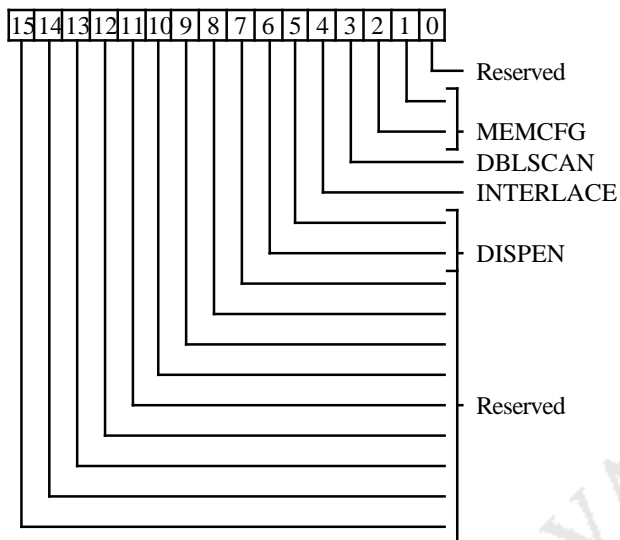 15 14 13 12 11 10 9 8 7 6 5 4 3 2 1 0
Reserved
MEMCFG
DBLSCAN
INTERLACE
DISPEN
Reserved
VA